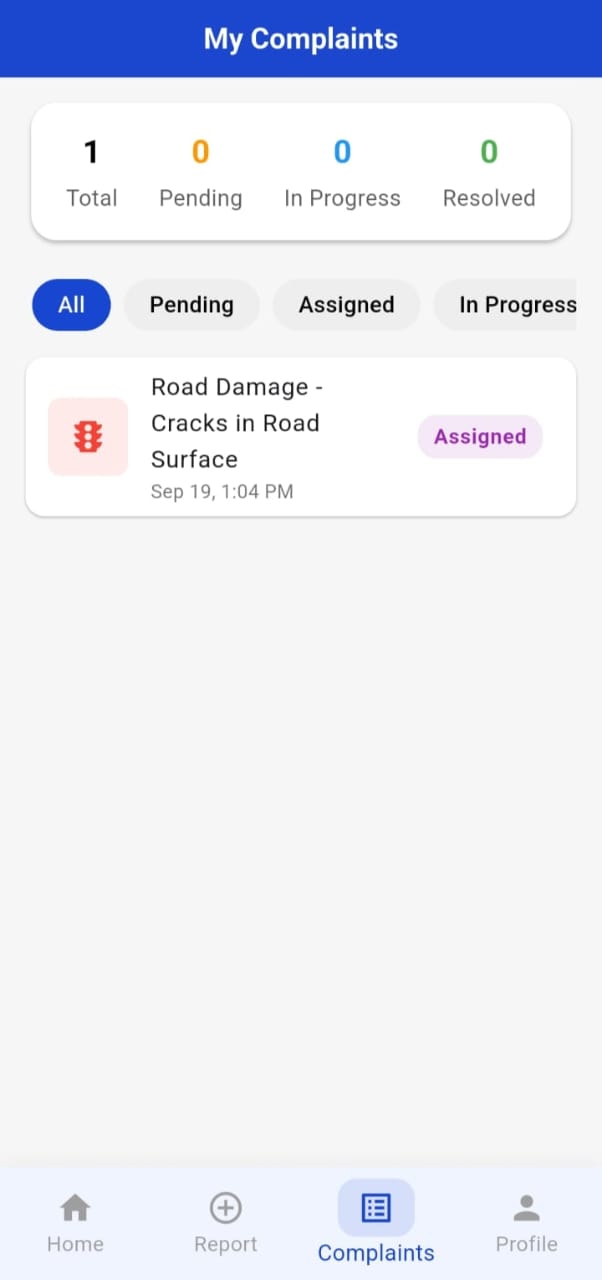 My Complaints
1 0 0 0
Total Pending In Progress Resolved
All Pending Assigned In Progress
Road Damage -
Cracks in Road
Surface
Assigned
Sep 19, 1:04 PM
Home Report Complaints Profile